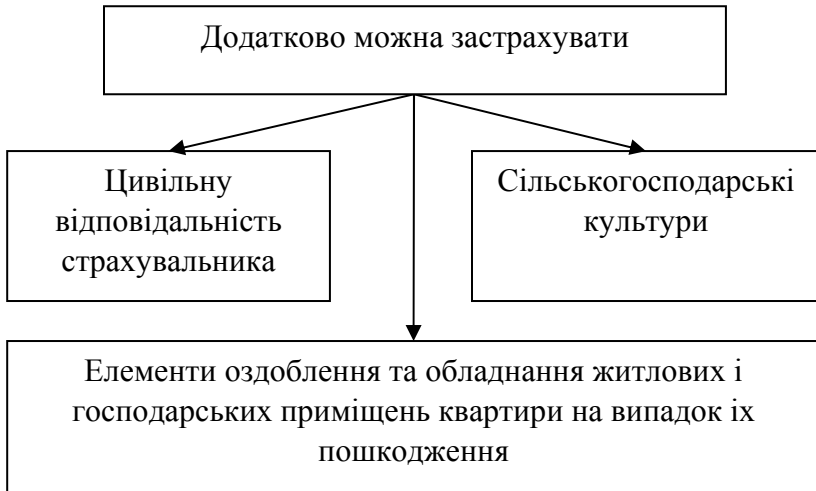 Додатково можна застрахувати
Цивільну
відповідальність
страхувальника
Сільськогосподарські
культури
Елементи оздоблення та обладнання житлових і
господарських приміщень квартири на випадок іх
пошкодження